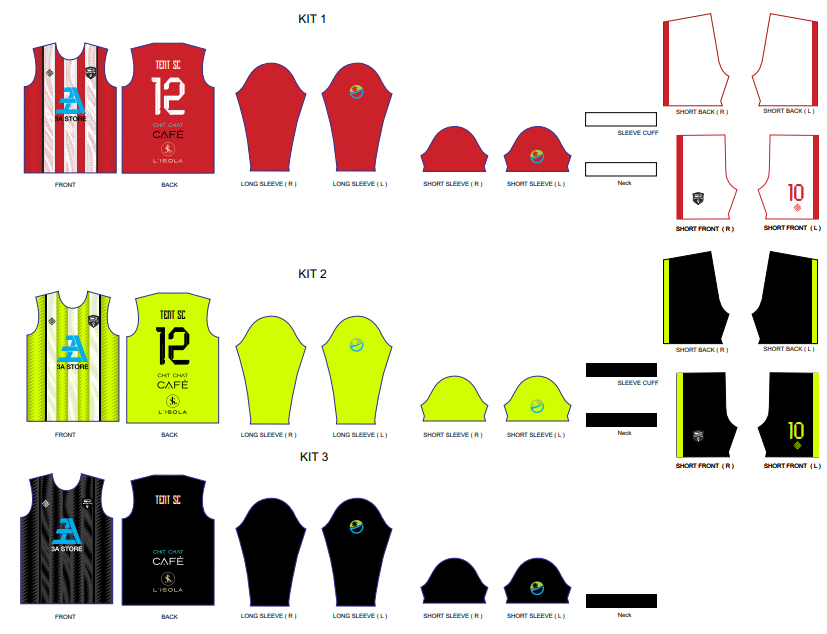 KIT 1
3A STORE
FRONT
TENT SC
12
CHIT CHAT
CAFÉ
L'ISOLA
BACK
LONG SLEEVE ( R )
LONG SLEEVE ( L )
SHORT SLEEVE ( R )
SHORT SLEEVE ( L )
SLEEVE CUFF
Neck
SHORT BACK ( R )
SHORT BACK ( L )
10
SHORT FRONT ( R )
SHORT FRONT ( L )
KIT 2
3A STORE
FRONT
TENT SC
12
CHIT CHAT
CAFÉ
L'ISOLA
BACK
LONG SLEEVE ( R )
LONG SLEEVE ( L )
SHORT SLEEVE ( R )
SHORT SLEEVE ( L )
SLEEVE CUFF
Neck
SHORT BACK ( R )
SHORT BACK ( L )
10
SHORT FRONT ( R )
SHORT FRONT ( L )
KIT 3
3A STORE
FRONT
TENT SC
CHIT CHAT
CAFÉ
L'ISOLA
BACK
LONG SLEEVE ( R )
LONG SLEEVE ( L )
SHORT SLEEVE ( R )
SHORT SLEEVE ( L )
Neck